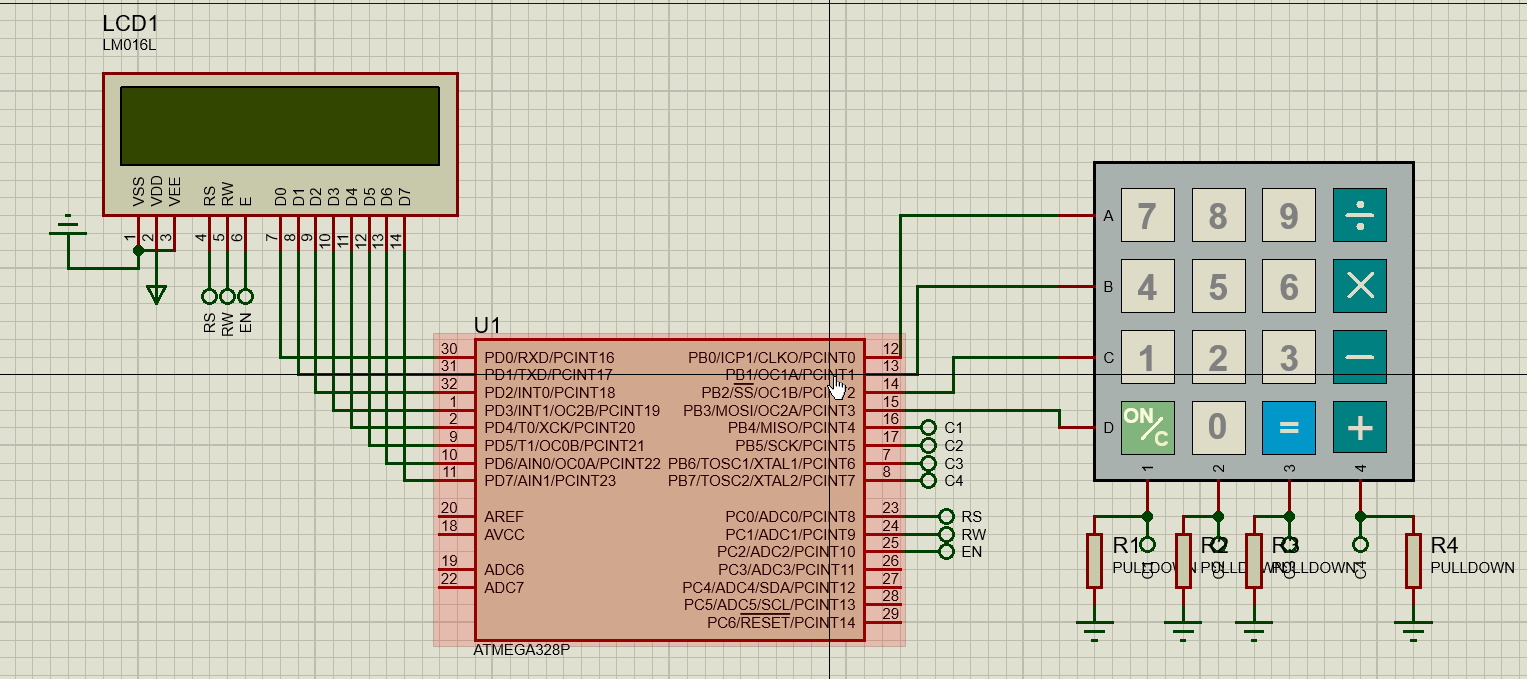 LCD1
LM016L
VSS VDD VEE RS RW E D0 D1 D2 D3 D4 D5 D6 D7
1 2 3 4 5 6 7 8 9 10 11 12 13 14
RS RW EN
U1
30 PD0/RXD/PCINT16 PB0/ICP1/CLKO/PCINT0 12
31 PD1/TXD/PCINT17 PB1/OC1A/PCINT1 13
32 PD2/INT0/PCINT18 PB2/SS/OC1B/PCINT2 14
1 PD3/INT1/OC2B/PCINT19 PB3/MOSI/OC2A/PCINT3 15
2 PD4/T0/XCK/PCINT20 PB4/MISO/PCINT4 16 C1
9 PD5/T1/OC0B/PCINT21 PB5/SCK/PCINT5 17 C2
10 PD6/AIN0/OC0A/PCINT22 PB6/TOSC1/XTAL1/PCINT6 7 C3
11 PD7/AIN1/PCINT23 PB7/TOSC2/XTAL2/PCINT7 8 C4
20 AREF PC0/ADC0/PCINT8 23 RS
18 AVCC PC1/ADC1/PCINT9 24 RW
PC2/ADC2/PCINT10 25 EN
19 ADC6 PC3/ADC3/PCINT11 26
22 ADC7 PC4/ADC4/SDA/PCINT12 27
PC5/ADC5/SCL/PCINT13 28
PC6/RESET/PCINT14 29
ATMEGA328P
A 7 8 9 ÷
B 4 5 6 ×
C 1 2 3 −
D ON/C 0 = +
1 2 3 4
R1 R2 R3 R4
PULLDOWN PULLDOWN PULLDOWN PULLDOWN
C1 C2 C3 C4